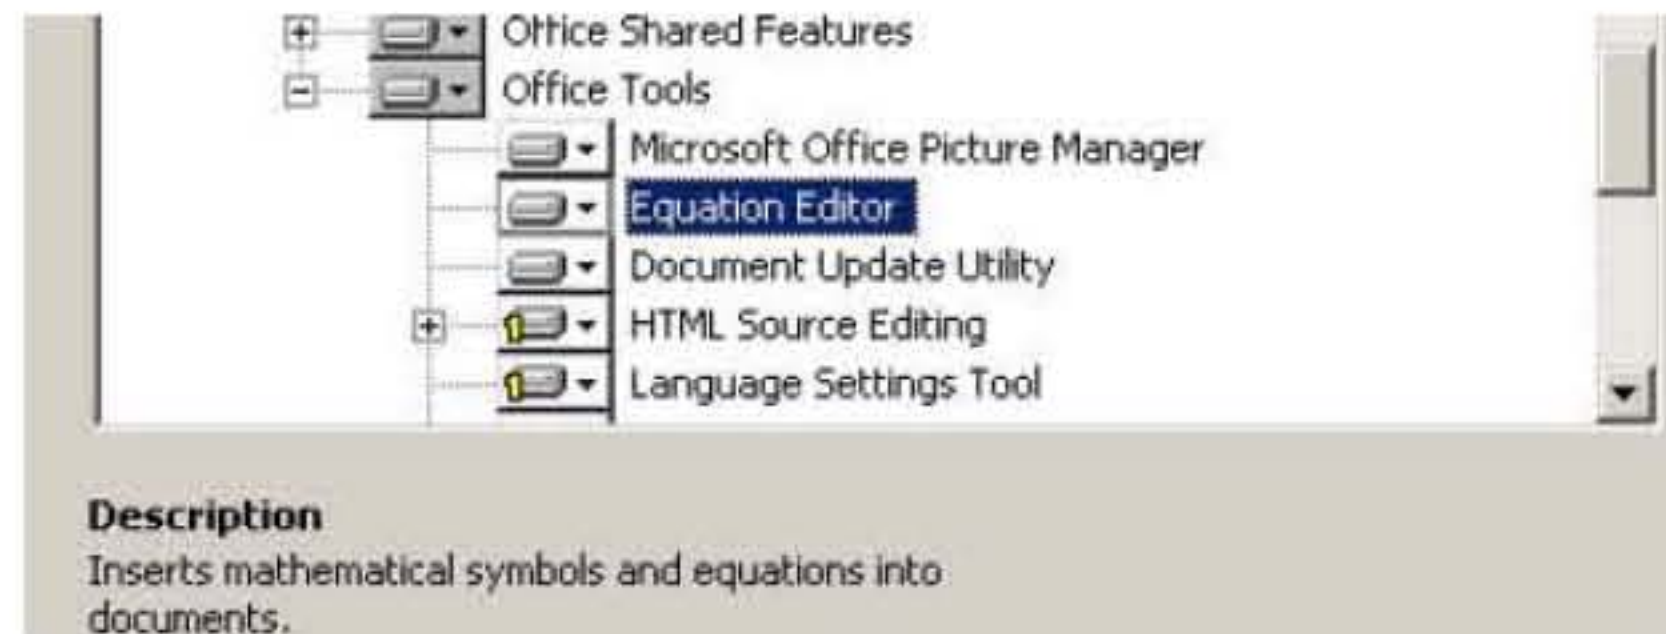 Office Shared Features
Office Tools
Microsoft Office Picture Manager
Equation Editor
Document Update Utility
HTML Source Editing
Language Settings Tool
Description
Inserts mathematical symbols and equations into
documents.